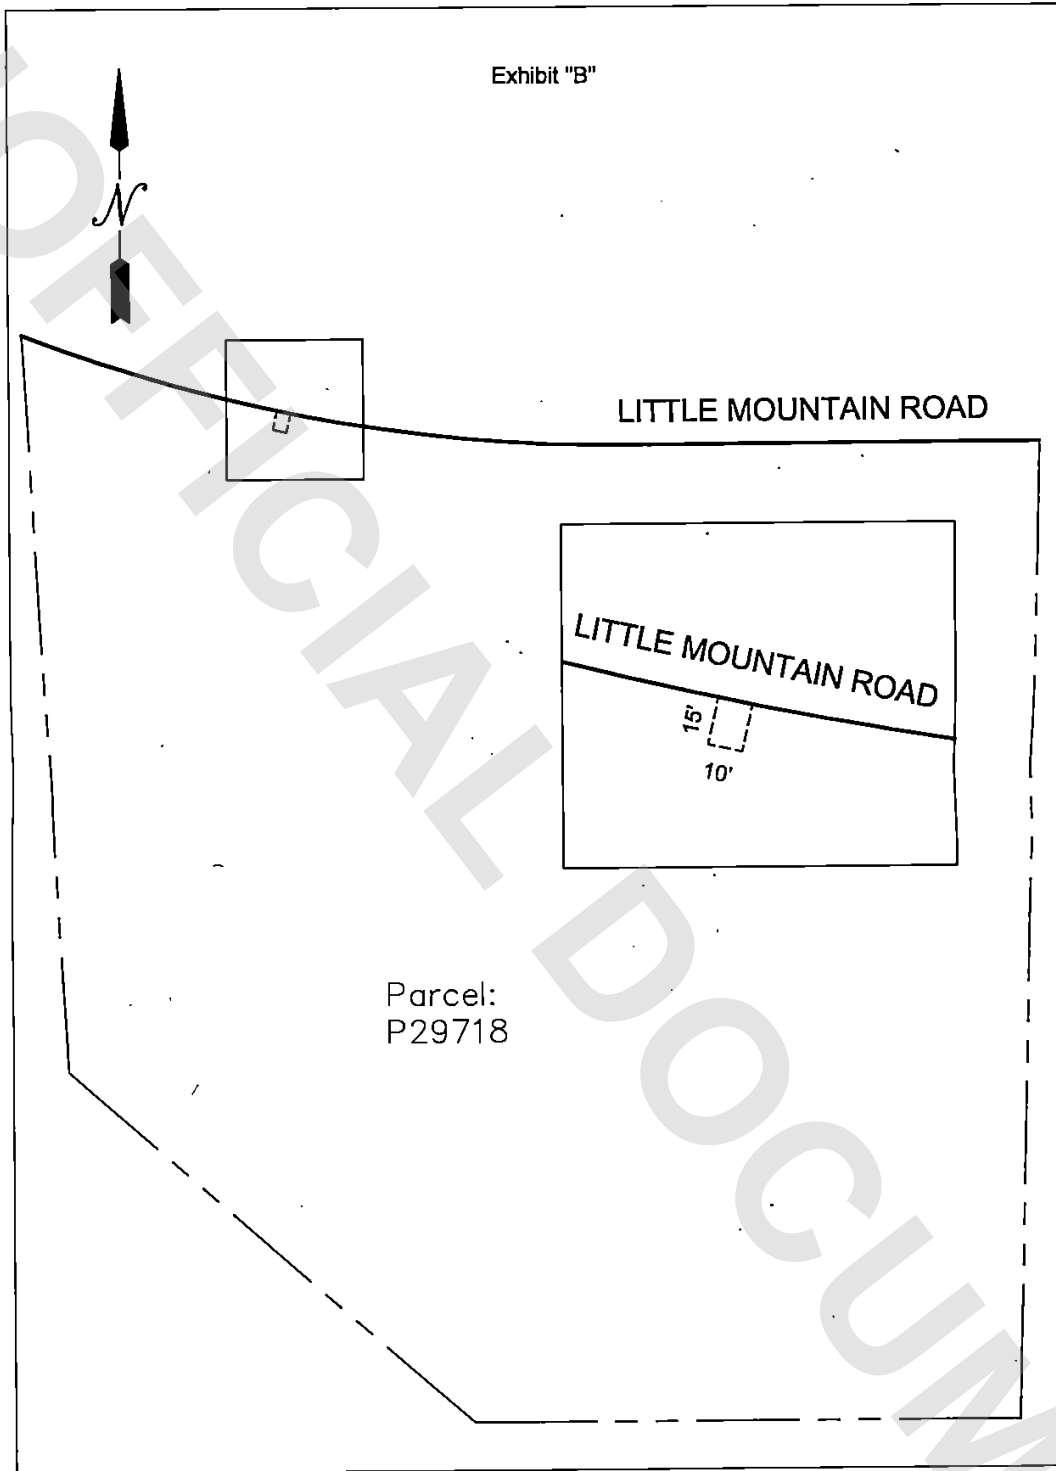 Exhibit "B"
N
LITTLE MOUNTAIN ROAD
LITTLE MOUNTAIN ROAD
15'
10'
Parcel:
P29718
OFFICIAL DOCUM